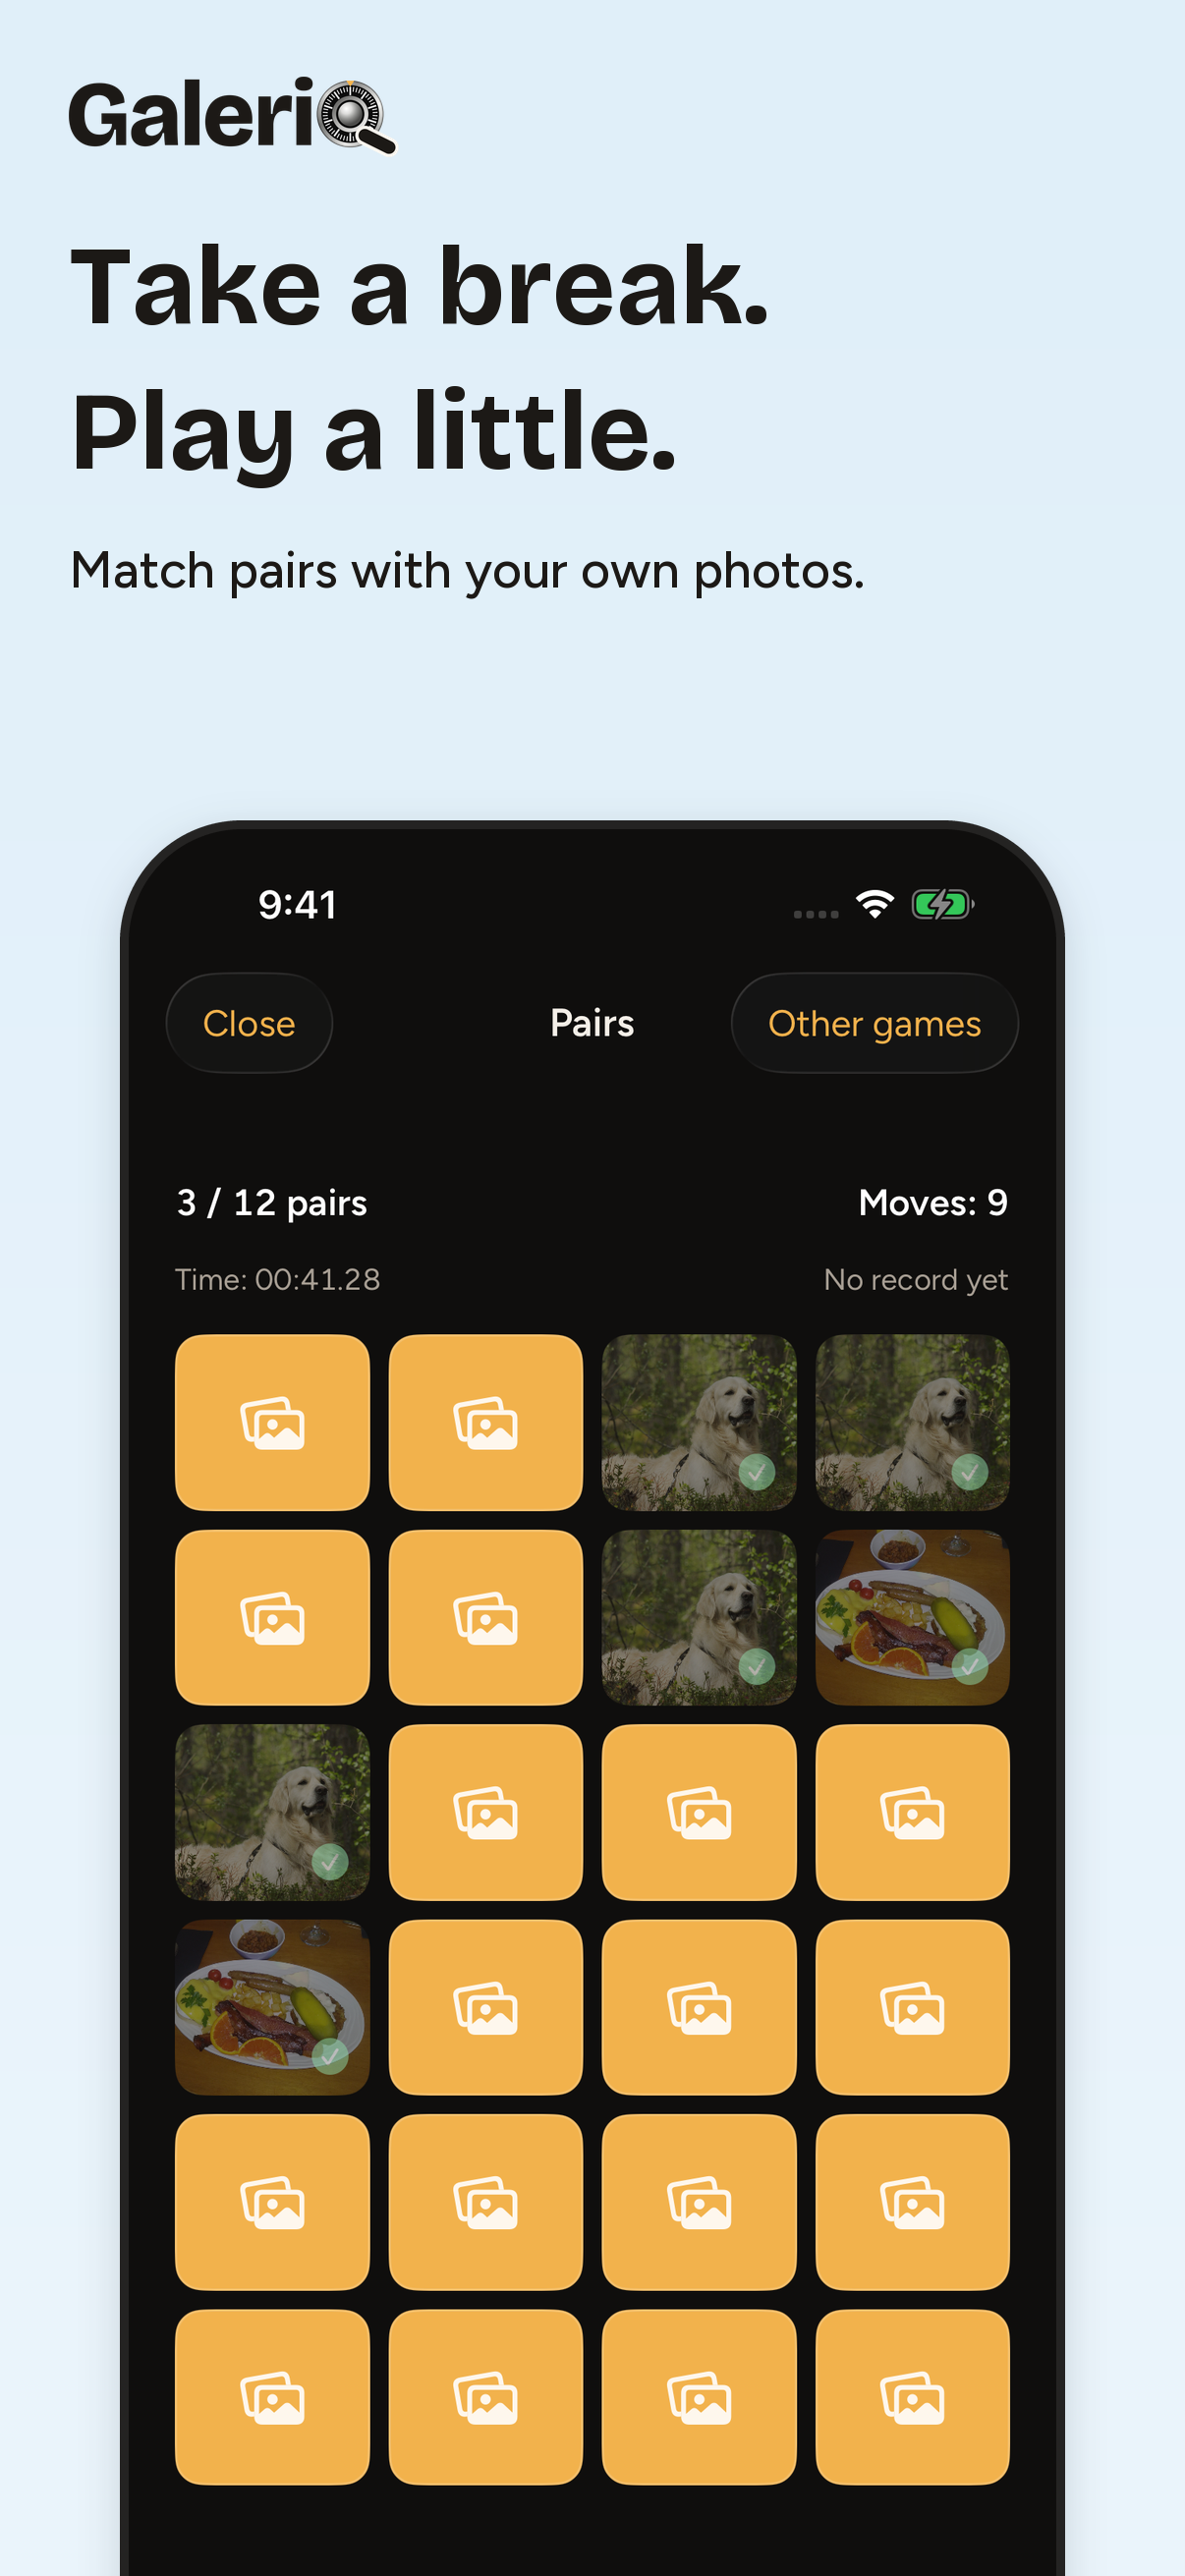 GaleriQ
Take a break.
Play a little.
Match pairs with your own photos.
9:41
Close
Pairs
Other games
3 / 12 pairs
Moves: 9
Time: 00:41.28
No record yet